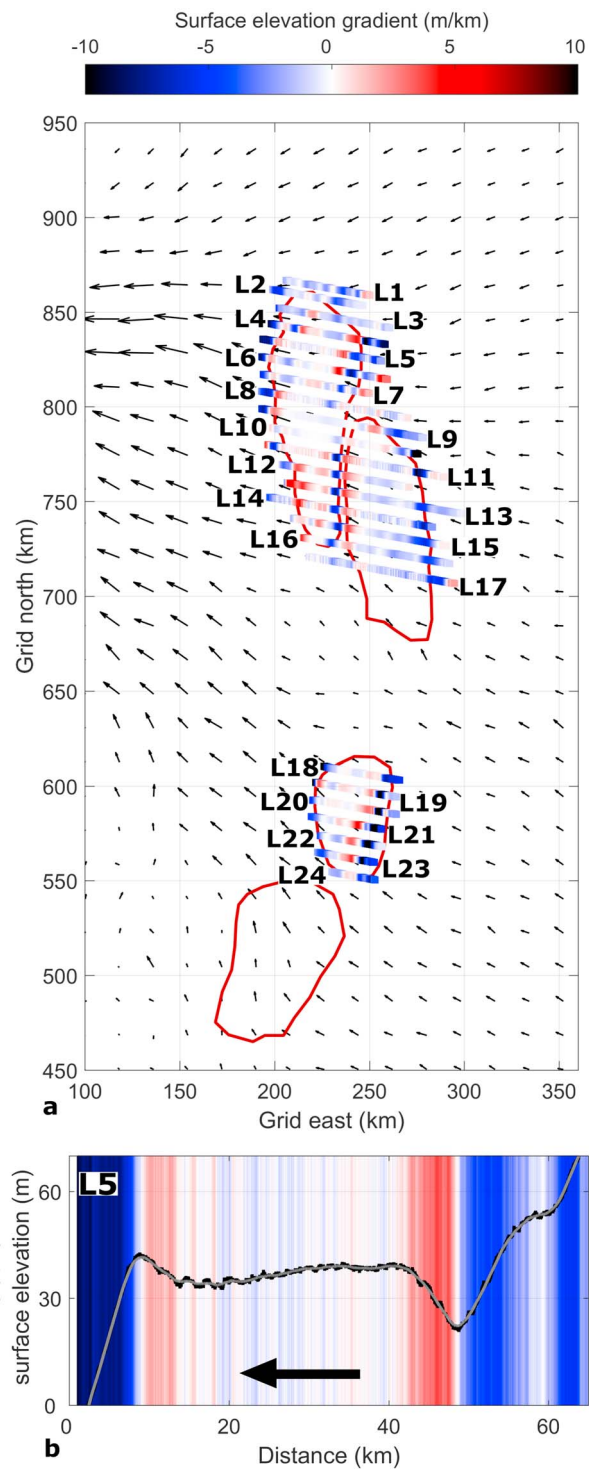 Surface elevation gradient (m/km)
-10 -5 0 5 10
950
900
850
800
750
700
650
600
550
500
450
Grid north (km)
L2 L1
L4 L3
L6 L5
L8 L7
L10 L9
L12 L11
L14 L13
L16 L15
L17
L18
L20 L19
L22 L21
L24 L23
100 150 200 250 300 350
Grid east (km)
a
L5
surface elevation (m)
60
30
0
0 20 40 60
Distance (km)
b